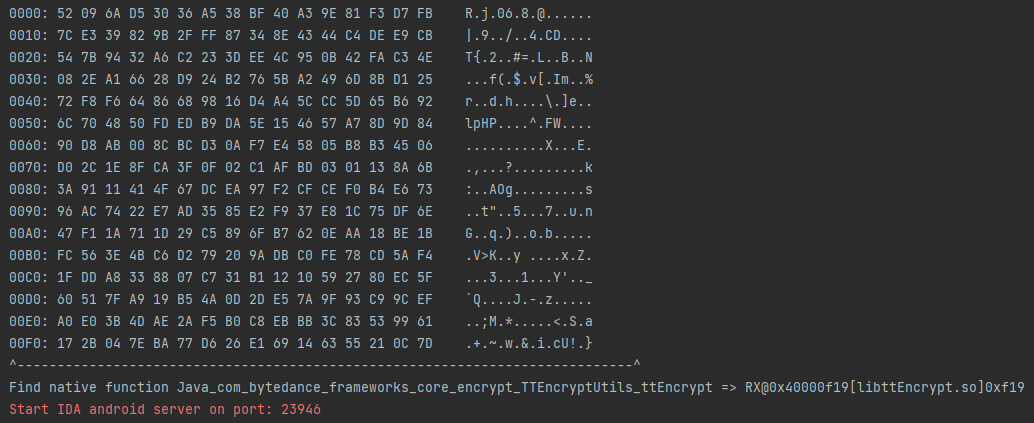 0000: 52 09 6A D5 30 36 A5 38 BF 40 A3 9E 81 F3 D7 FB    R.j.06.8.@......
0010: 7C E3 39 82 9B 2F FF 87 34 8E 43 44 C4 DE E9 CB    |.9../..4.CD....
0020: 54 7B 94 32 A6 C2 23 3D EE 4C 95 0B 42 FA C3 4E    T{.2..#=.L..B..N
0030: 08 2E A1 66 28 D9 24 B2 76 5B A2 49 6D 8B D1 25    ...f(.$.v[.Im..%
0040: 72 F8 F6 64 86 68 98 16 D4 A4 5C CC 5D 65 B6 92    r..d.h....\.]e..
0050: 6C 70 48 50 FD ED B9 DA 5E 15 46 57 A7 8D 9D 84    lpHP....^.FW....
0060: 90 D8 AB 00 8C BC D3 0A F7 E4 58 05 B8 B3 45 06    ..........X...E.
0070: D0 2C 1E 8F CA 3F 0F 02 C1 AF BD 03 01 13 8A 6B    .,...?.........k
0080: 3A 91 11 41 4F 67 DC EA 97 F2 CF CE F0 B4 E6 73    :..AOg.........s
0090: 96 AC 74 22 E7 AD 35 85 E2 F9 37 E8 1C 75 DF 6E    ..t"..5...7..u.n
00A0: 47 F1 1A 71 1D 29 C5 89 6F B7 62 0E AA 18 BE 1B    G..q.)..o.b.....
00B0: FC 56 3E 4B C6 D2 79 20 9A DB C0 FE 78 CD 5A F4    .V>K..y ....x.Z.
00C0: 1F DD A8 33 88 07 C7 31 B1 12 10 59 27 80 EC 5F    ...3...1...Y'.._
00D0: 60 51 7F A9 19 B5 4A 0D 2D E5 7A 9F 93 C9 9C EF    `Q....J.-.z.....
00E0: A0 E0 3B 4D AE 2A F5 B0 C8 EB BB 3C 83 53 99 61    ..;M.*.....<.S.a
00F0: 17 2B 04 7E BA 77 D6 26 E1 69 14 63 55 21 0C 7D    .+.~.w.&.i.cU!.}
^-----------------------------------------------------------------------------^
Find native function Java_com_bytedance_frameworks_core_encrypt_TTEncryptUtils_ttEncrypt => RX@0x40000f19[libttEncrypt.so]0xf19
Start IDA android server on port: 23946